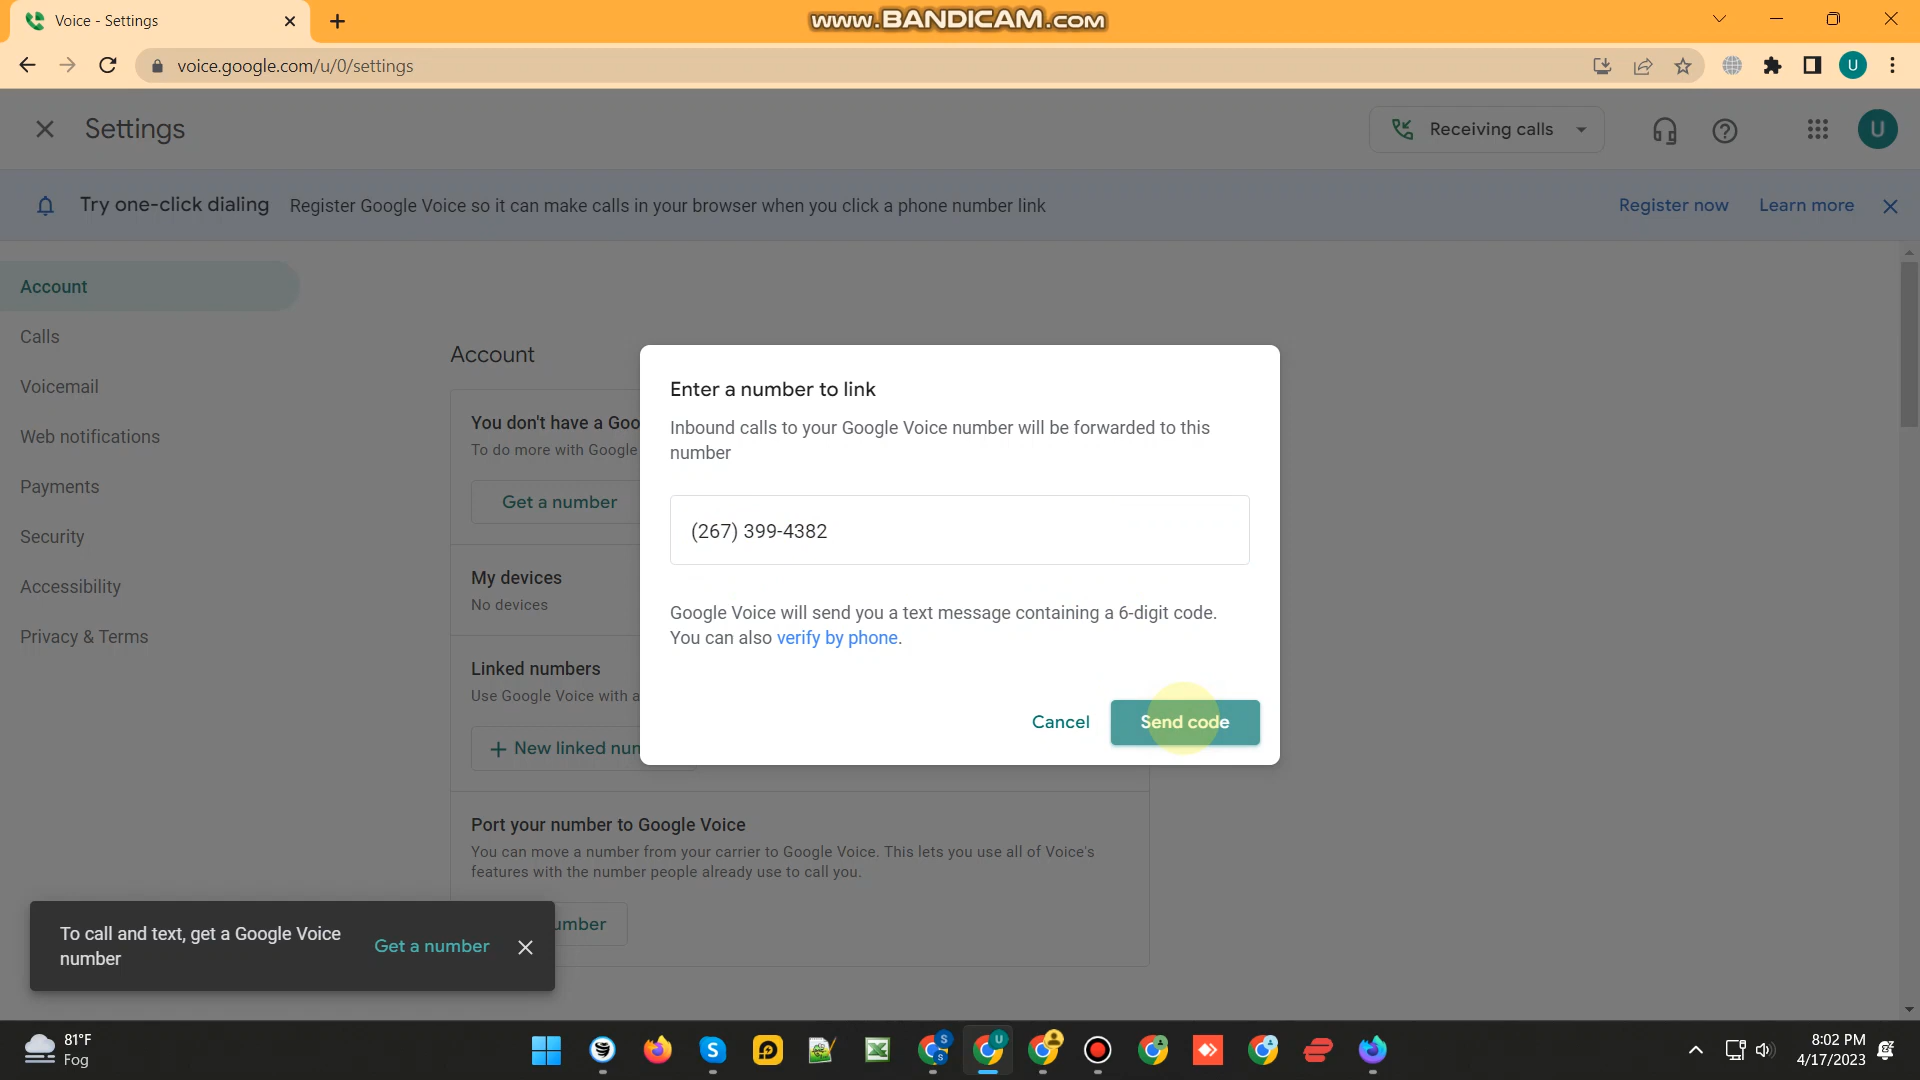 Voice - Settings
www.BANDICAM.com
voice.google.com/u/0/settings
U
Settings
Receiving calls
U
Try one-click dialing
Register Google Voice so it can make calls in your browser when you click a phone number link
Register now
Learn more
Account
Calls
Voicemail
Web notifications
Payments
Security
Accessibility
Privacy & Terms
Account
You don't have a Goo
To do more with Google
Get a number
My devices
No devices
Linked numbers
Use Google Voice with a
New linked num
Port your number to Google Voice
You can move a number from your carrier to Google Voice. This lets you use all of Voice's
features with the number people already use to call you.
umber
Enter a number to link
Inbound calls to your Google Voice number will be forwarded to this
number
(267) 399-4382
Google Voice will send you a text message containing a 6-digit code.
You can also verify by phone.
Cancel
Send code
To call and text, get a Google Voice
number
Get a number
81°F
Fog
S
S
S
U
8:02 PM
4/17/2023